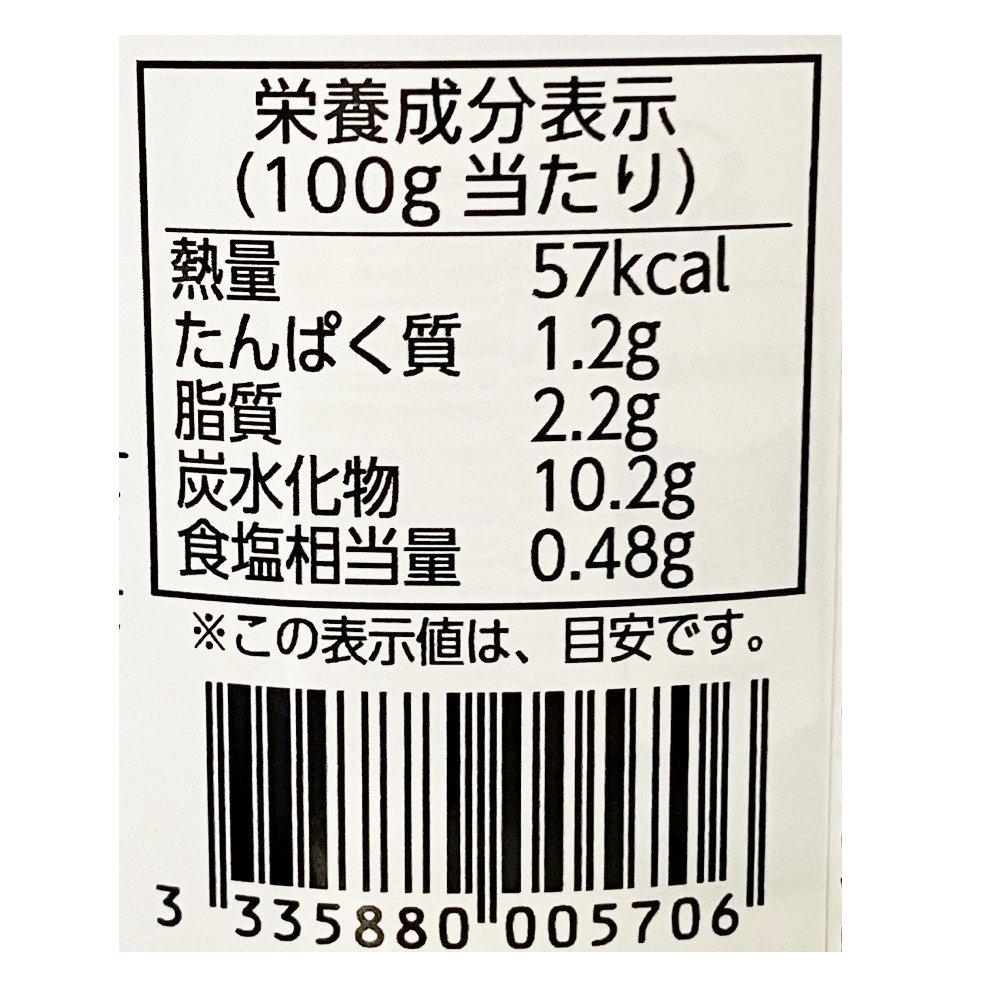 栄養成分表示
(100g 当たり)
熱量 57kcal
たんぱく質 1.2g
脂質 2.2g
炭水化物 10.2g
食塩相当量 0.48g
※この表示値は、目安です。
3 335880 005706